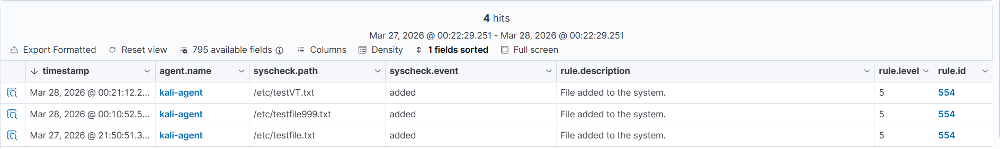 4 hits
Mar 27, 2026 @ 00:22:29.251 - Mar 28, 2026 @ 00:22:29.251
Export Formatted Reset view 795 available fields Columns Density 1 fields sorted Full screen
timestamp agent.name syscheck.path syscheck.event rule.description rule.level rule.id
Mar 28, 2026 @ 00:21:12.2... kali-agent /etc/testVT.txt added File added to the system. 5 554
Mar 28, 2026 @ 00:10:52.5... kali-agent /etc/testfile999.txt added File added to the system. 5 554
Mar 27, 2026 @ 21:50:51.3... kali-agent /etc/testfile.txt added File added to the system. 5 554